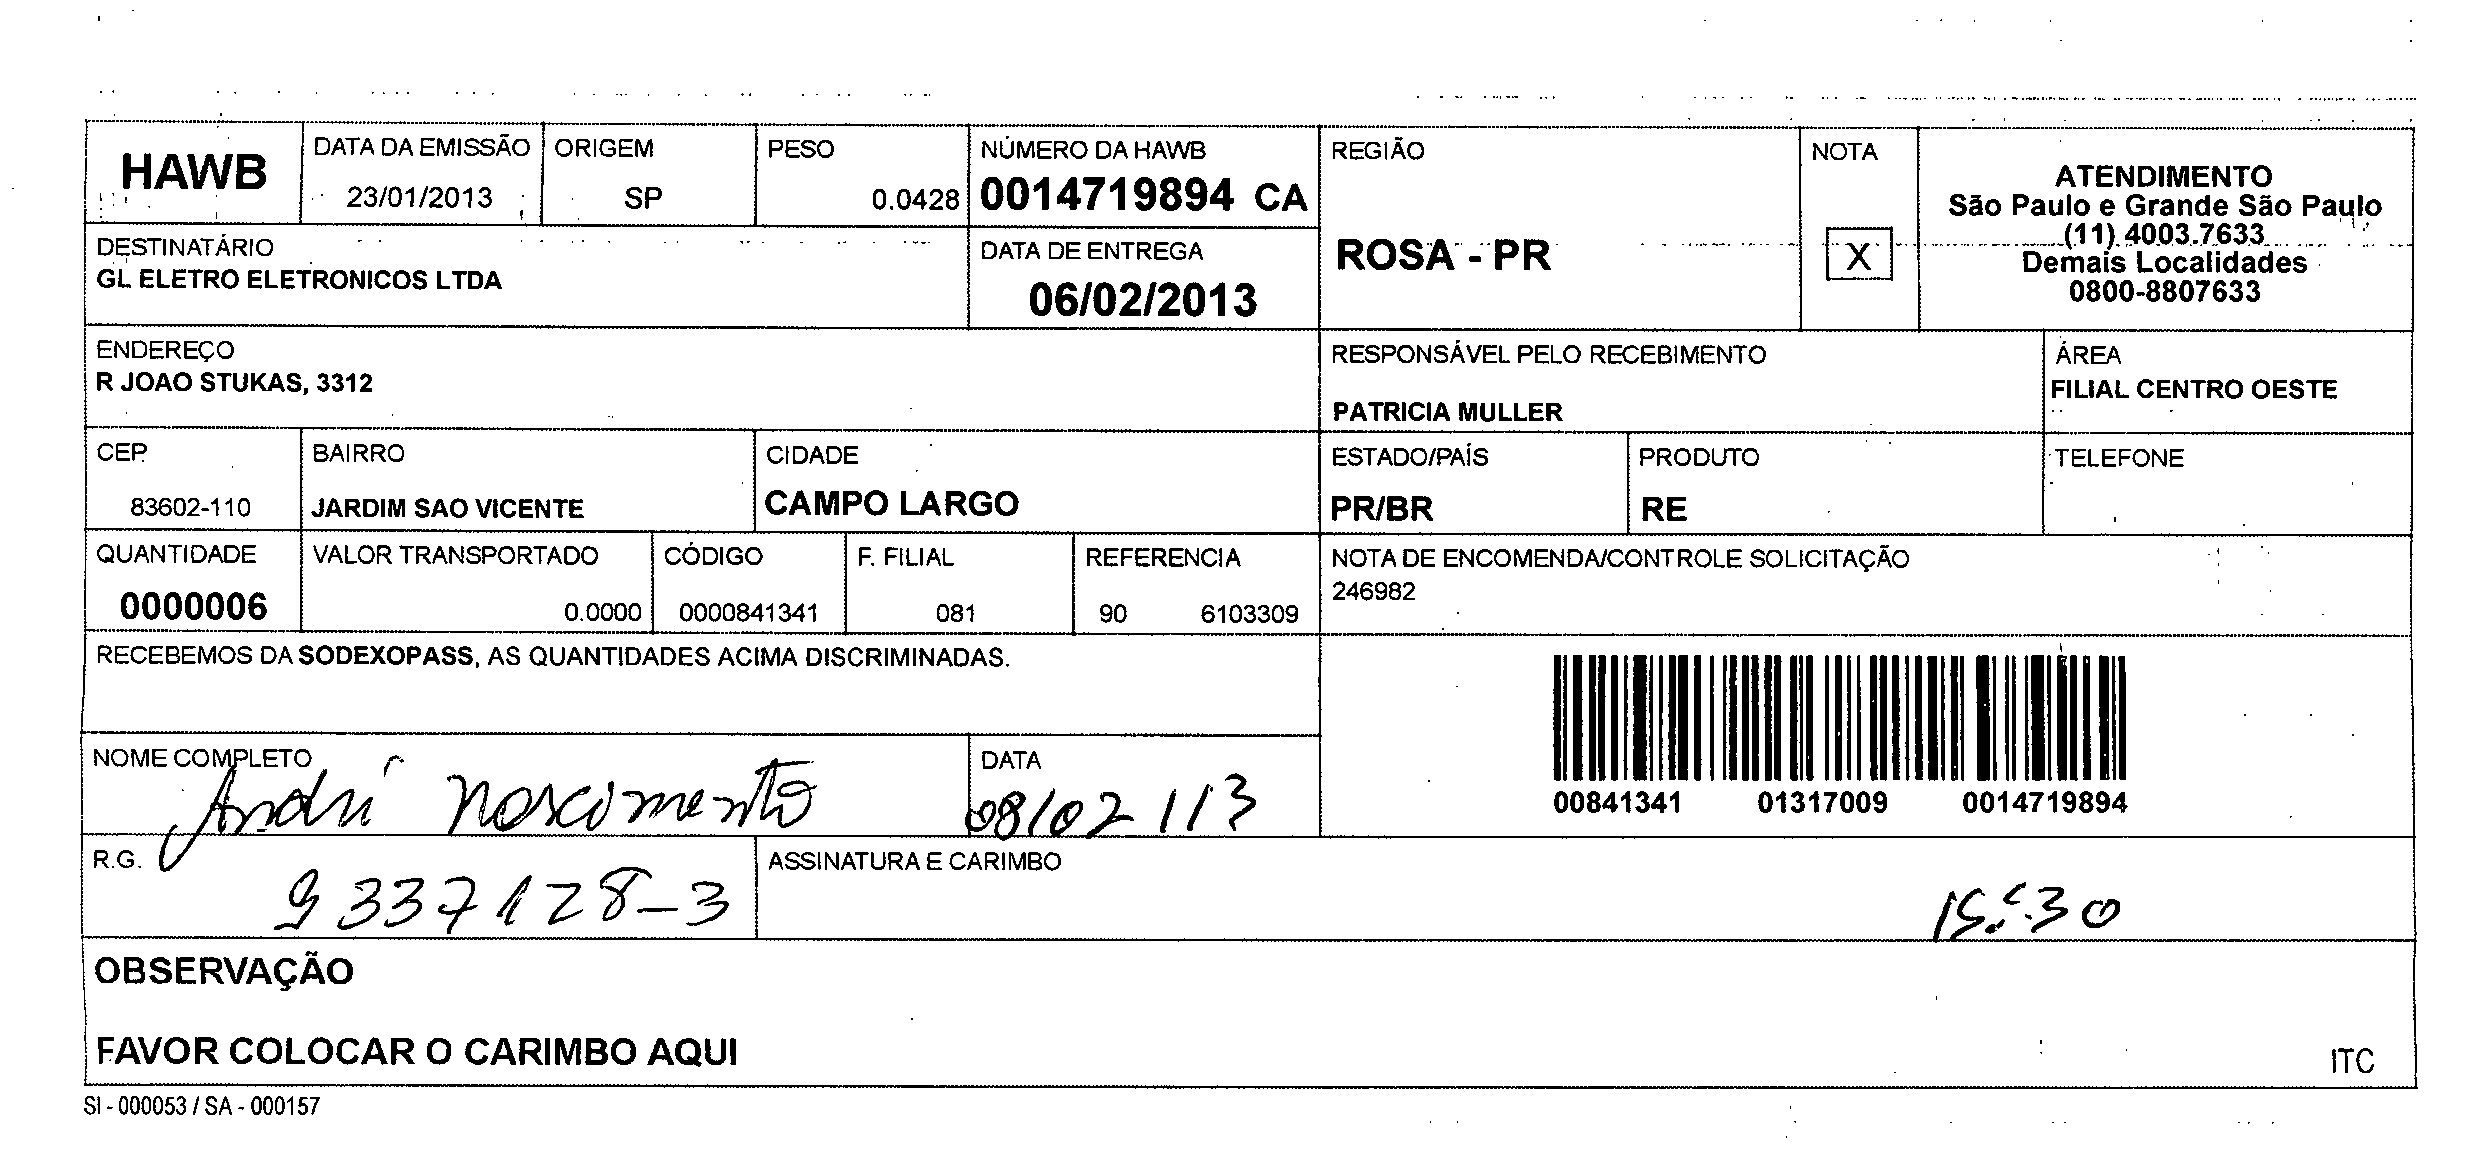 HAWB
DATA DA EMISSÃO
23/01/2013
ORIGEM
SP
PESO
0.0428
NÚMERO DA HAWB
0014719894 CA
REGIÃO
ROSA - PR
NOTA
X
ATENDIMENTO
São Paulo e Grande São Paulo
(11) 4003.7633
Demais Localidades
0800-8807633
DESTINATÁRIO
GL ELETRO ELETRONICOS LTDA
DATA DE ENTREGA
06/02/2013
ENDEREÇO
R JOAO STUKAS, 3312
RESPONSÁVEL PELO RECEBIMENTO
PATRICIA MULLER
ÁREA
FILIAL CENTRO OESTE
CEP
83602-110
BAIRRO
JARDIM SAO VICENTE
CIDADE
CAMPO LARGO
ESTADO/PAÍS
PR/BR
PRODUTO
RE
TELEFONE
QUANTIDADE
0000006
VALOR TRANSPORTADO
0.0000
CÓDIGO
0000841341
F. FILIAL
081
REFERENCIA
90 6103309
NOTA DE ENCOMENDA/CONTROLE SOLICITAÇÃO
246982
RECEBEMOS DA SODEXOPASS, AS QUANTIDADES ACIMA DISCRIMINADAS.
00841341 01317009 0014719894
NOME COMPLETO
André Nascimento
DATA
08/02/13
R.G.
9337128-3
ASSINATURA E CARIMBO
15:30
OBSERVAÇÃO
FAVOR COLOCAR O CARIMBO AQUI
ITC
SI - 000053 / SA - 000157